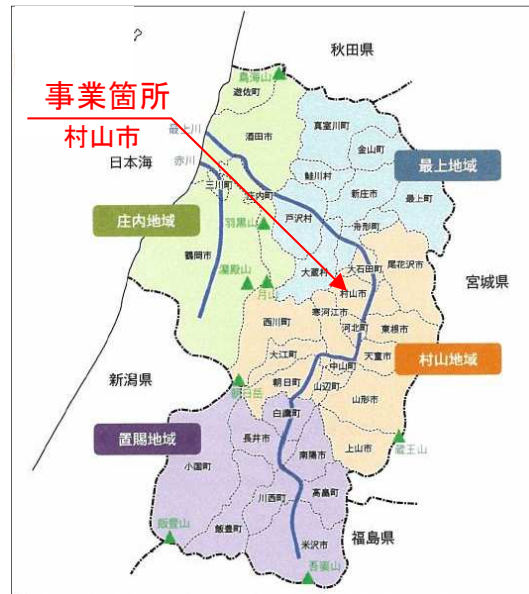 秋田県
鳥海山
遊佐町
事業箇所
村山市
最上川
酒田市
真室川町
金山町
日本海
赤川
鮭川村
最上地域
三川町
庄内町
新庄市
最上町
庄内地域
羽黒山
戸沢村
舟形町
鶴岡市
大蔵村
大石田町
尾花沢市
宮城県
湯殿山
月山
村山市
西川町
寒河江市
河北町
東根市
大江町
中山町
天童市
村山地域
新潟県
朝日岳
朝日町
山辺町
山形市
白鷹町
置賜地域
長井市
南陽市
上山市
蔵王山
小国町
川西町
高畠町
飯豊山
飯豊町
米沢市
福島県
吾妻山